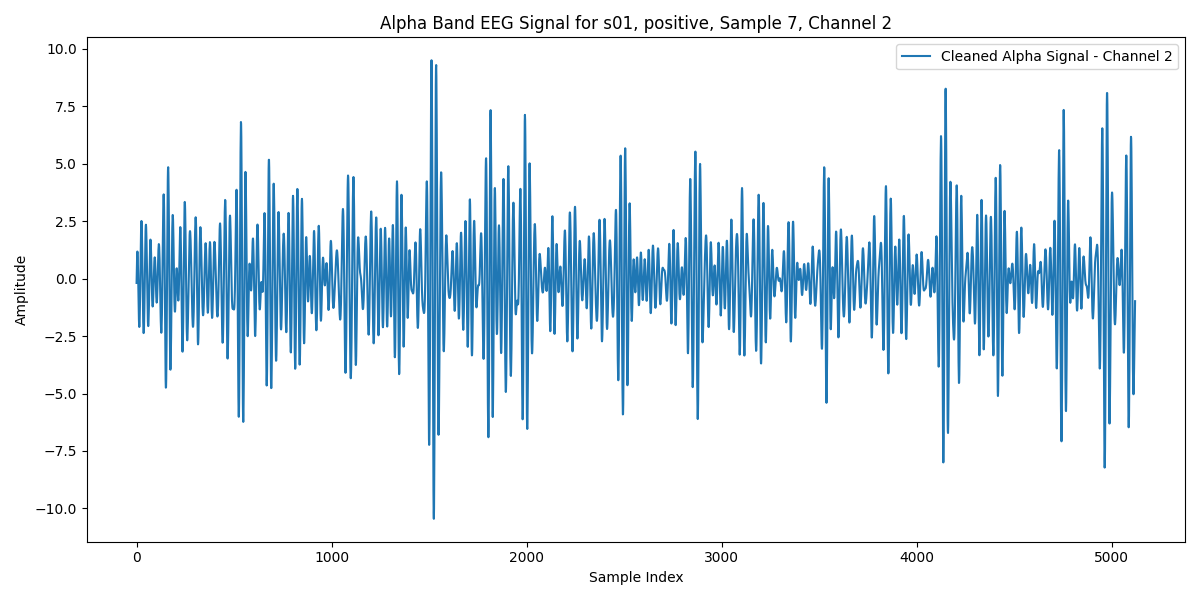 Alpha Band EEG Signal for s01, positive, Sample 7, Channel 2
Cleaned Alpha Signal - Channel 2
10.0
7.5
5.0
2.5
0.0
−2.5
−5.0
−7.5
−10.0
Amplitude
0 1000 2000 3000 4000 5000
Sample Index